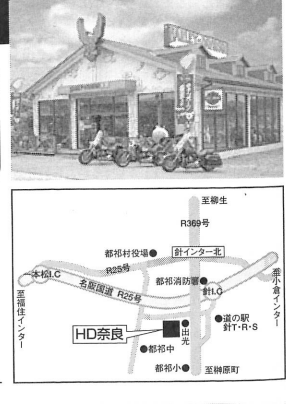 至柳生
R369号
都祁村役場
針インター北
R25号
一本松I.C
名阪国道 R25号
都祁消防署
針I.C
至小倉インター
至福住インター
HD奈良
出光
道の駅
針T・R・S
都祁中
都祁小
至榛原町